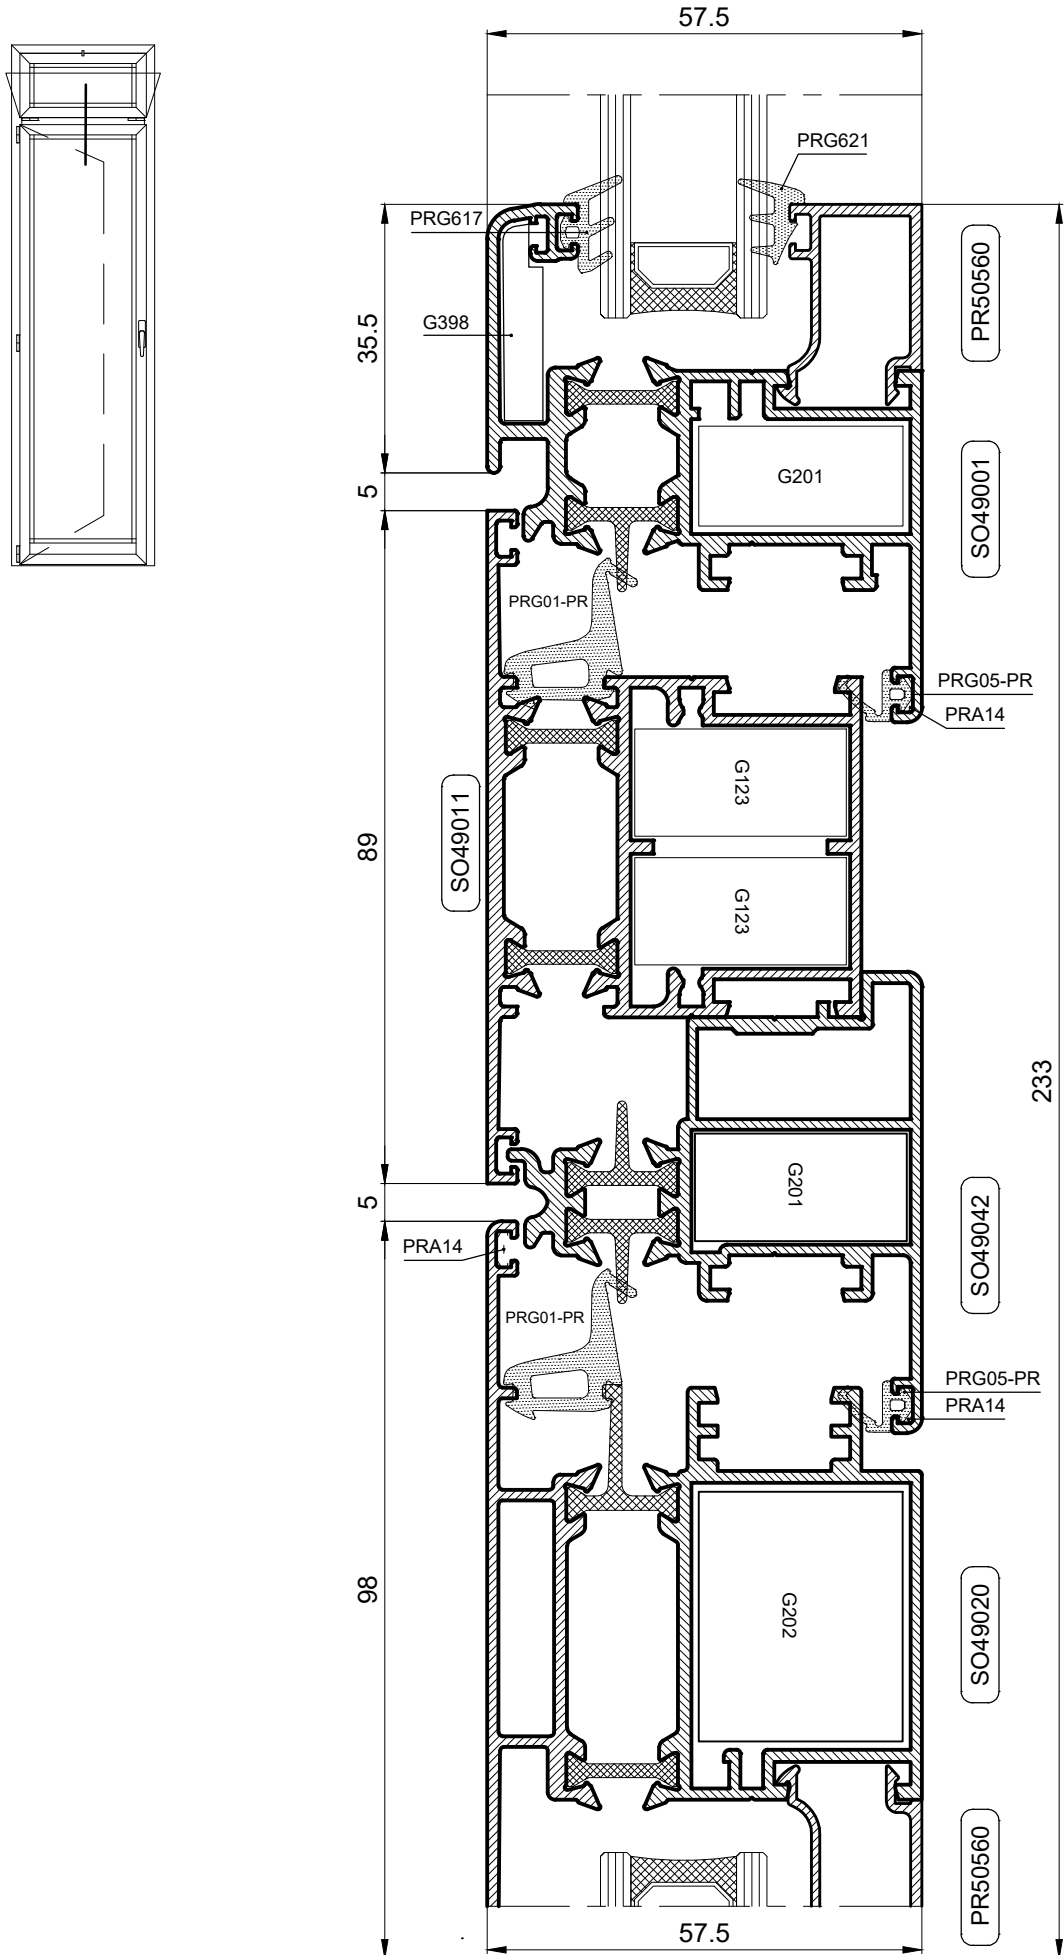 57.5
PRG621
PRG617
PR50560
35.5
G398
G201
SO49001
5
PRG01-PR
PRG05-PR
PRA14
G123
SO49011
89
G123
233
G201
SO49042
5
PRA14
PRG01-PR
PRG05-PR
PRA14
98
G202
SO49020
PR50560
57.5